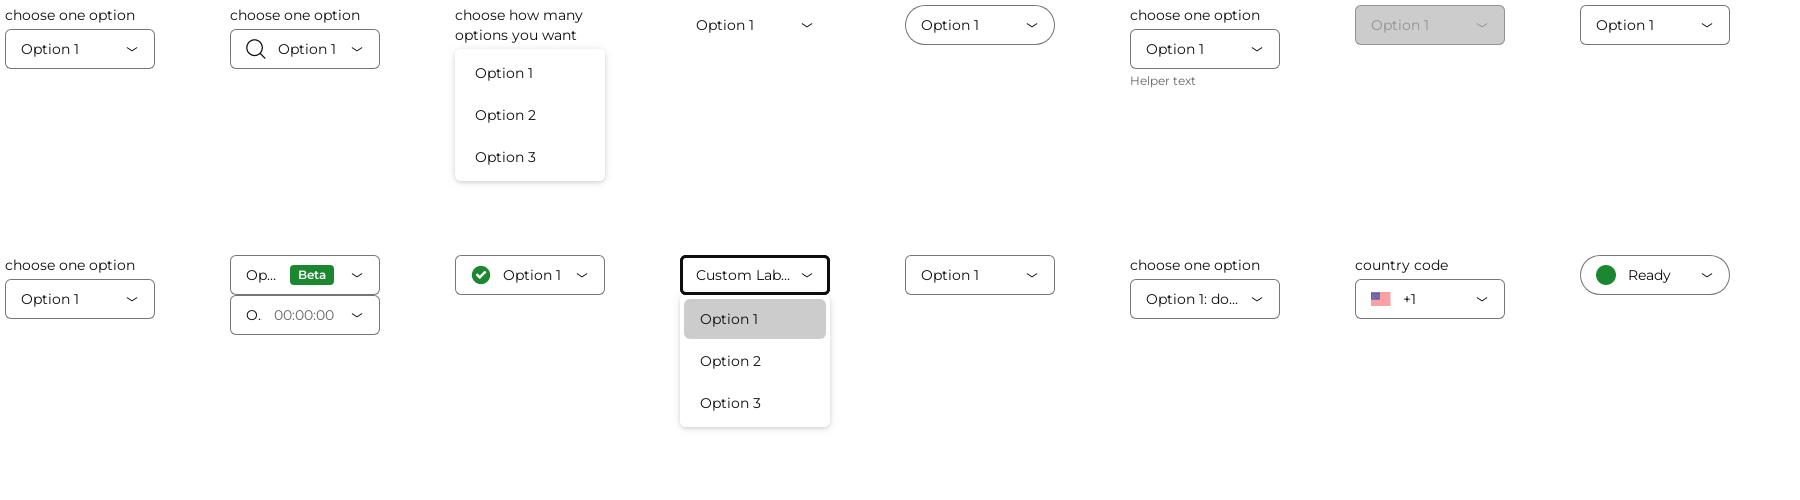 choose one option
Option 1
choose one option
Option 1
choose how many
options you want
Option 1
Option 2
Option 3
Option 1
Option 1
choose one option
Option 1
Helper text
Option 1
Option 1
choose one option
Option 1
Op... Beta
O. 00:00:00
Option 1
Custom Lab...
Option 1
Option 2
Option 3
Option 1
choose one option
Option 1: do...
country code
+1
Ready